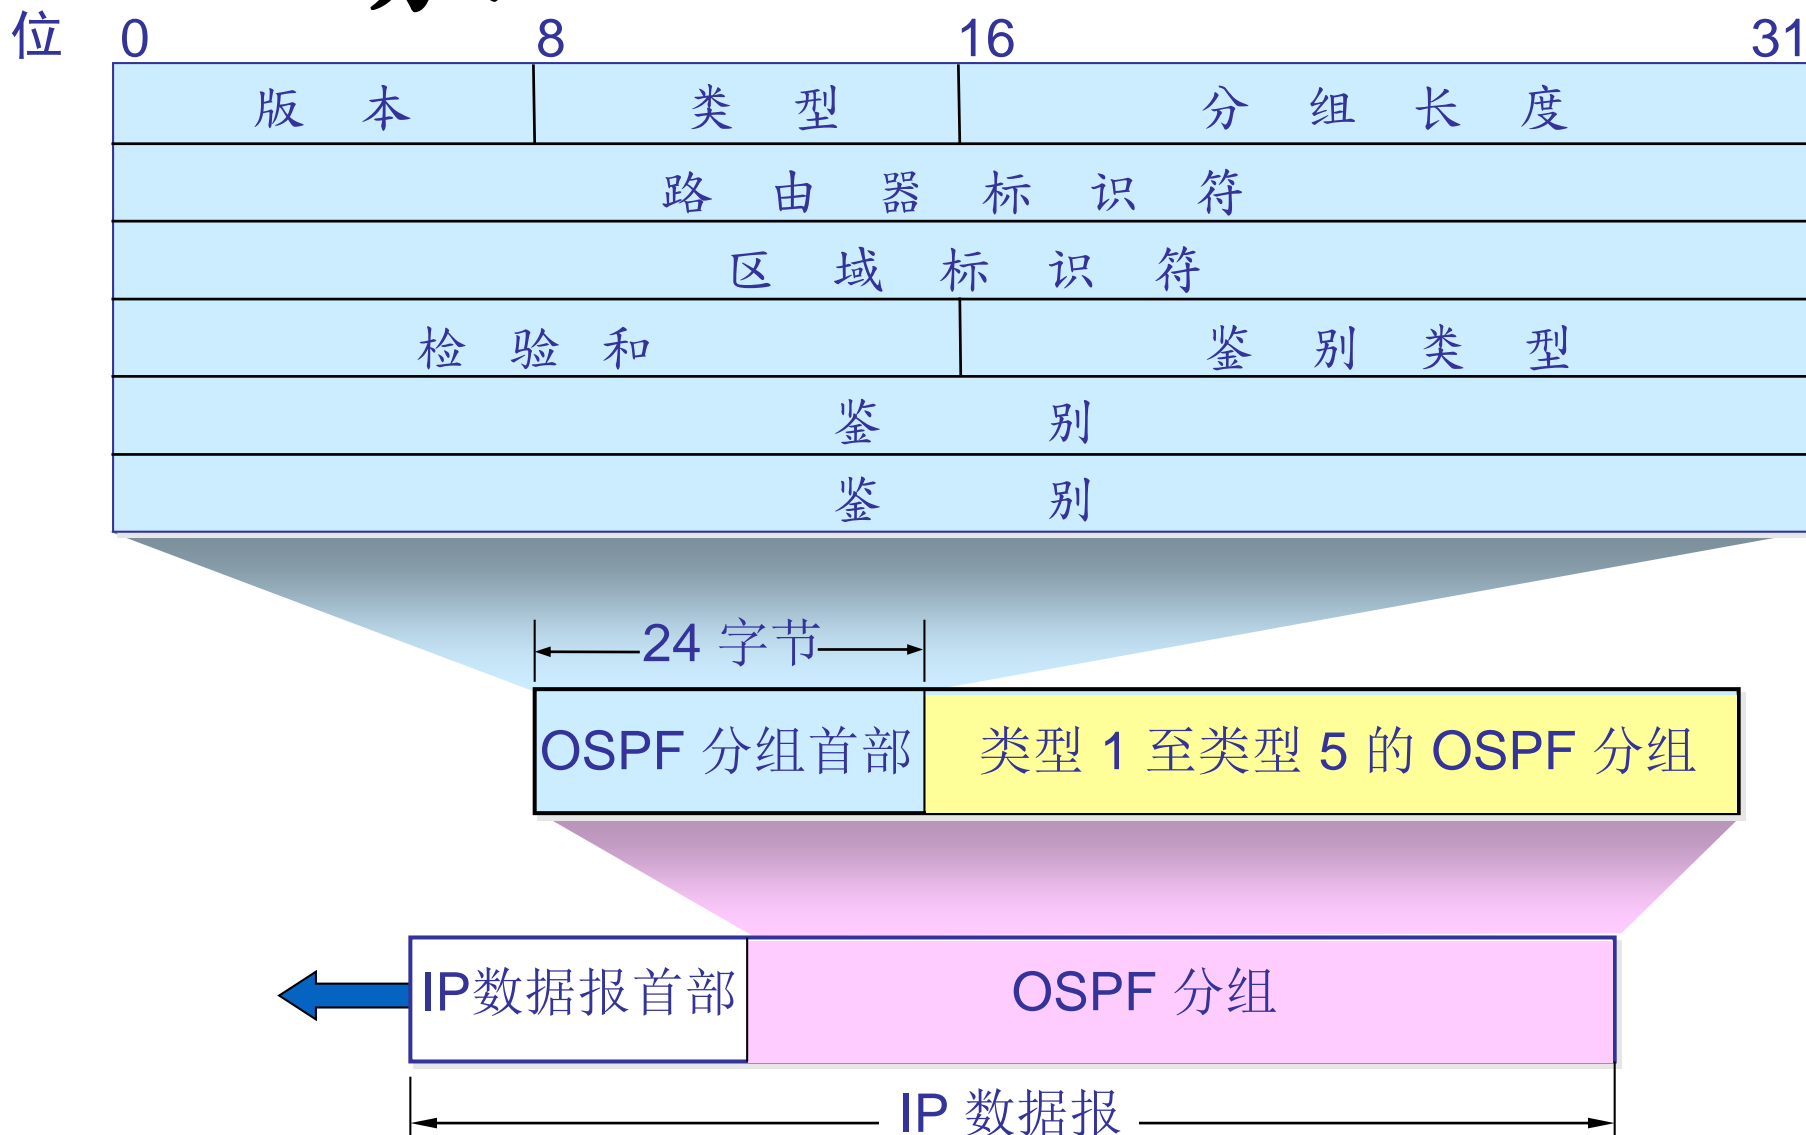 位 0 8 16 31
版 本 类 型 分 组 长 度
路 由 器 标 识 符
区 域 标 识 符
检 验 和 鉴 别 类 型
鉴 别
鉴 别
24 字节
OSPF 分组首部 类型 1 至类型 5 的 OSPF 分组
IP数据报首部 OSPF 分组
IP 数据报